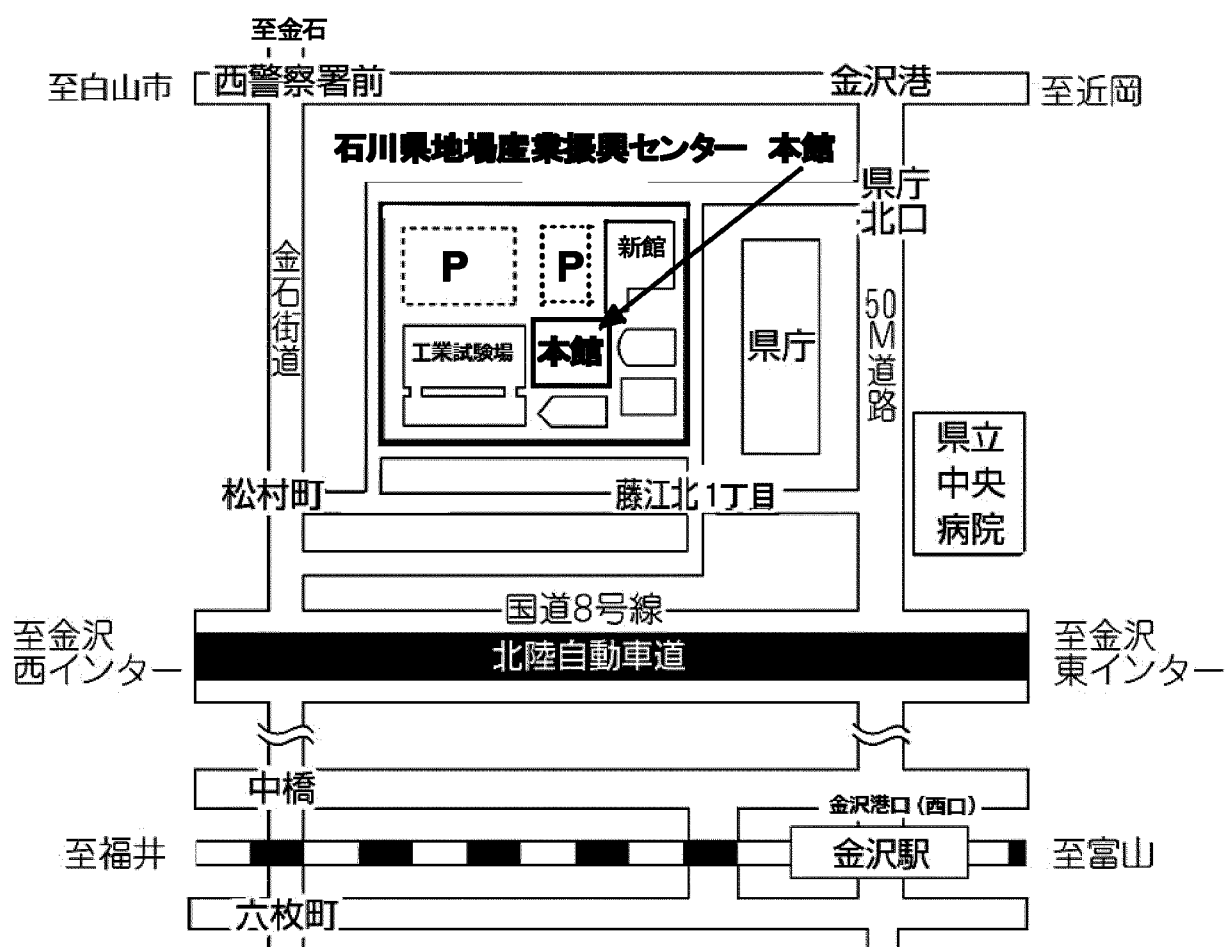 至金石
至白山市
西警察署前
金沢港
至近岡
石川県地場産業振興センター 本館
県庁
北口
金石街道
P
P
新館
50M道路
工業試験場
本館
県庁
県立
中央
病院
松村町
藤江北1丁目
国道8号線
至金沢
西インター
北陸自動車道
至金沢
東インター
中橋
金沢港口(西口)
至福井
金沢駅
至富山
六枚町